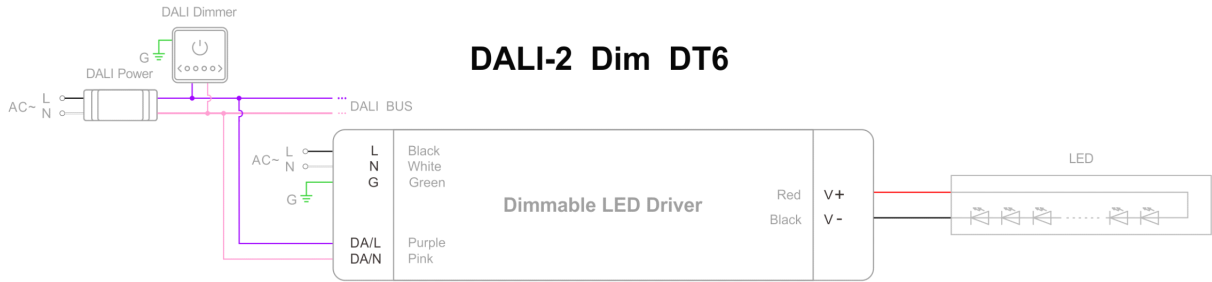 DALI Dimmer
DALI-2 Dim DT6
G
DALI Power
AC~ L
N
DALI BUS
AC~ L
N
G
L Black
N White
G Green
DA/L Purple
DA/N Pink
Dimmable LED Driver
Red V+
Black V-
LED